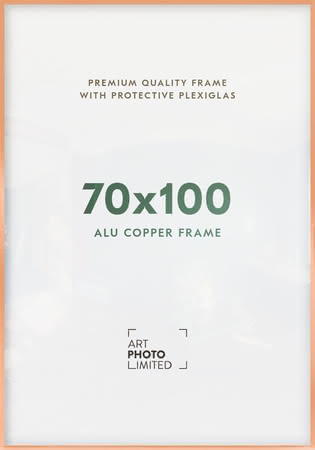 PREMIUM QUALITY FRAME
WITH PROTECTIVE PLEXIGLAS
70x100
ALU COPPER FRAME
ART
PHOTO
LIMITED